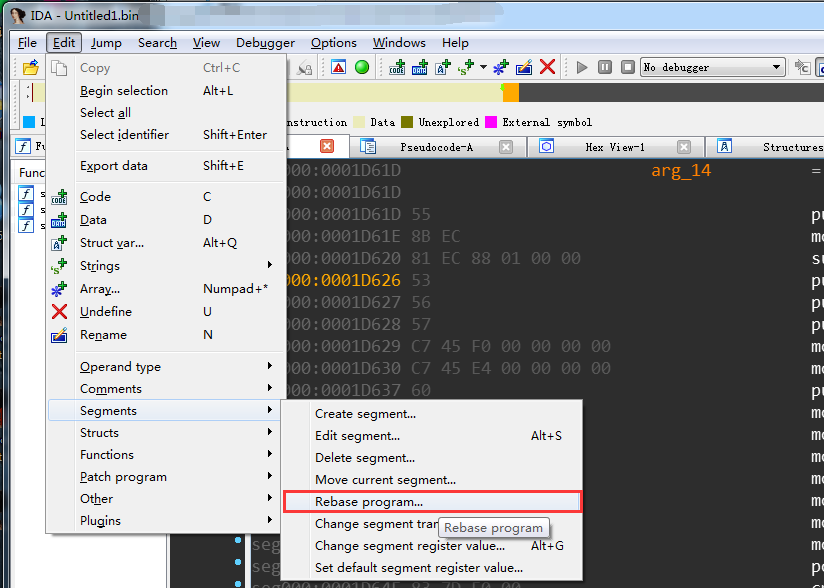 IDA - Untitled1.bin
File Edit Jump Search View Debugger Options Windows Help
No debugger
Copy Ctrl+C
Begin selection Alt+L
Select all
Select identifier Shift+Enter
Export data Shift+E
Code C
Data D
Struct var... Alt+Q
Strings
Array... Numpad+*
Undefine U
Rename N
Operand type
Comments
Segments
Structs
Functions
Patch program
Other
Plugins
nstruction Data Unexplored External symbol
Pseudocode-A Hex View-1 Structures
Func
000:0001D61D arg_14 =
000:0001D61D
000:0001D61D 55 pu
000:0001D61E 8B EC mo
000:0001D620 81 EC 88 01 00 00 su
000:0001D626 53 pu
000:0001D627 56 pu
000:0001D628 57 pu
000:0001D629 C7 45 F0 00 00 00 00 mo
000:0001D630 C7 45 E4 00 00 00 00 mo
000:0001D637 60 pu
Create segment...
Edit segment... Alt+S
Delete segment...
Move current segment...
Rebase program...
Change segment tran
Rebase program
Change segment register value... Alt+G
Set default segment register value...